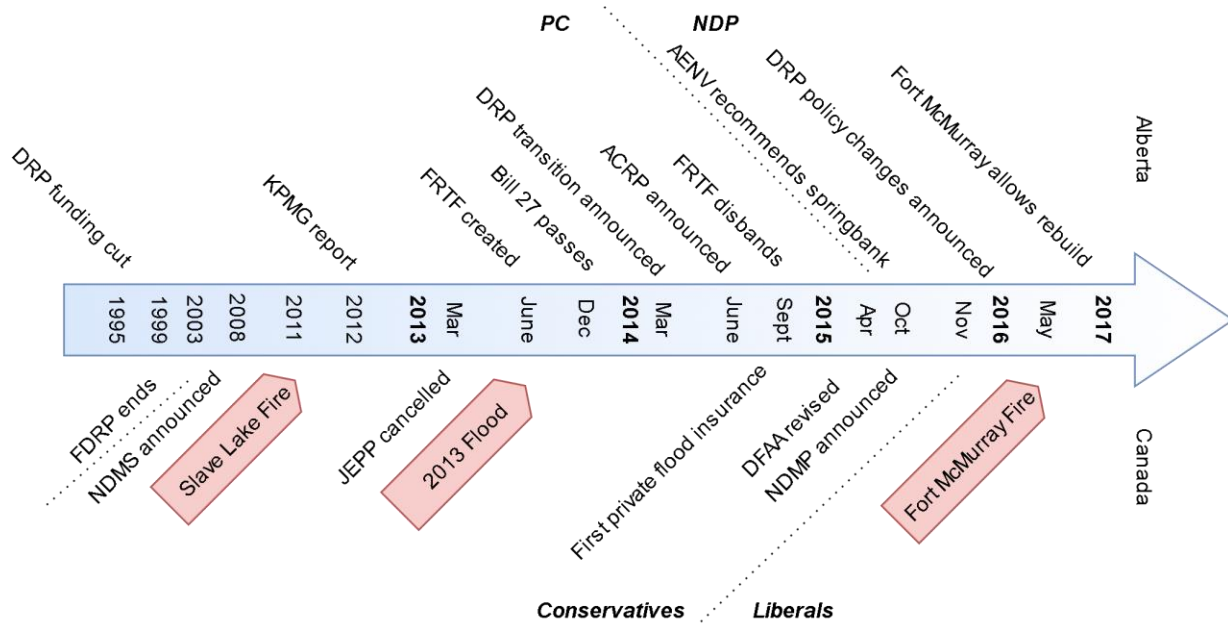 PC
NDP
DRP funding cut
KPMG report
FRTF created
Bill 27 passes
DRP transition announced
ACRP announced
FRTF disbands
AENV recommends springbank
DRP policy changes announced
Fort McMurray allows rebuild
Alberta
1995
1999
2003
2008
2011
2012
2013
Mar
June
Dec
2014
Mar
June
Sept
2015
Apr
Oct
Nov
2016
May
2017
FDRP ends
NDMS announced
Slave Lake Fire
JEPP cancelled
2013 Flood
First private flood insurance
DFAA revised
NDMP announced
Fort McMurray Fire
Canada
Conservatives
Liberals